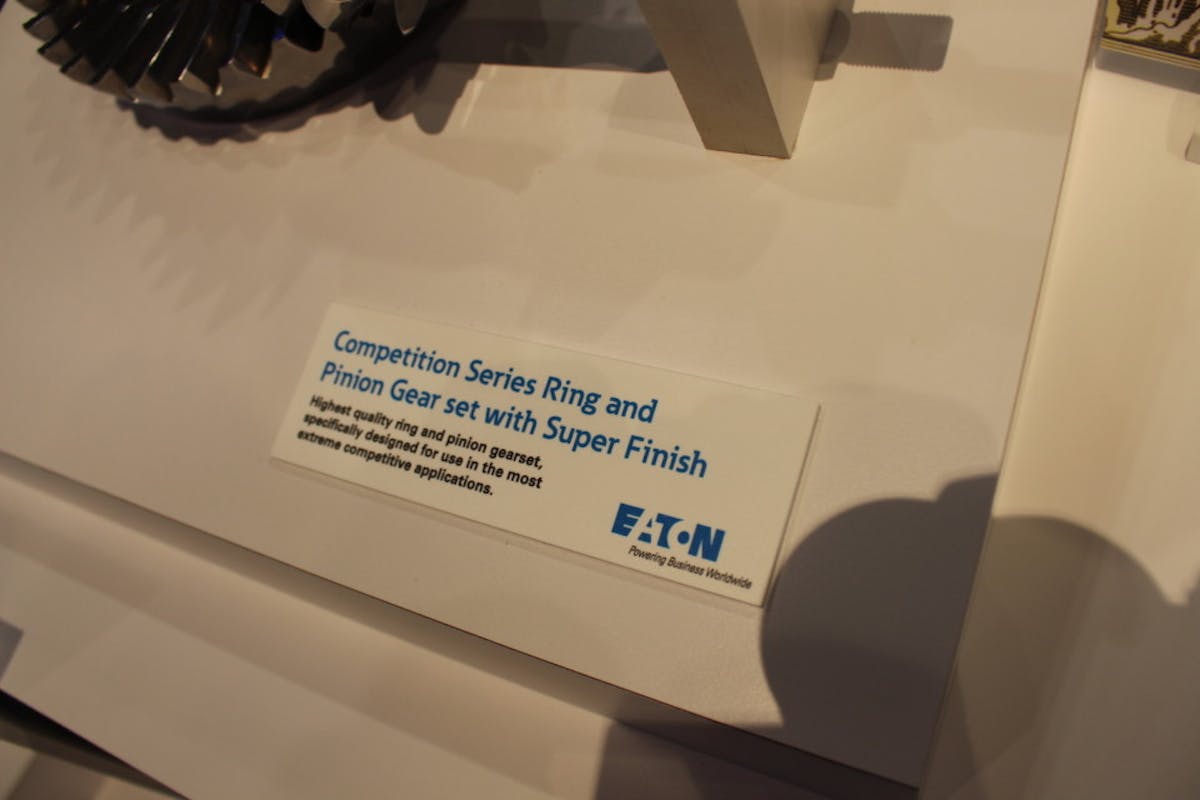 Competition Series Ring and
Pinion Gear set with Super Finish
Highest quality ring and pinion gearset,
specifically designed for use in the most
extreme competitive applications.
EATON
Powering Business Worldwide